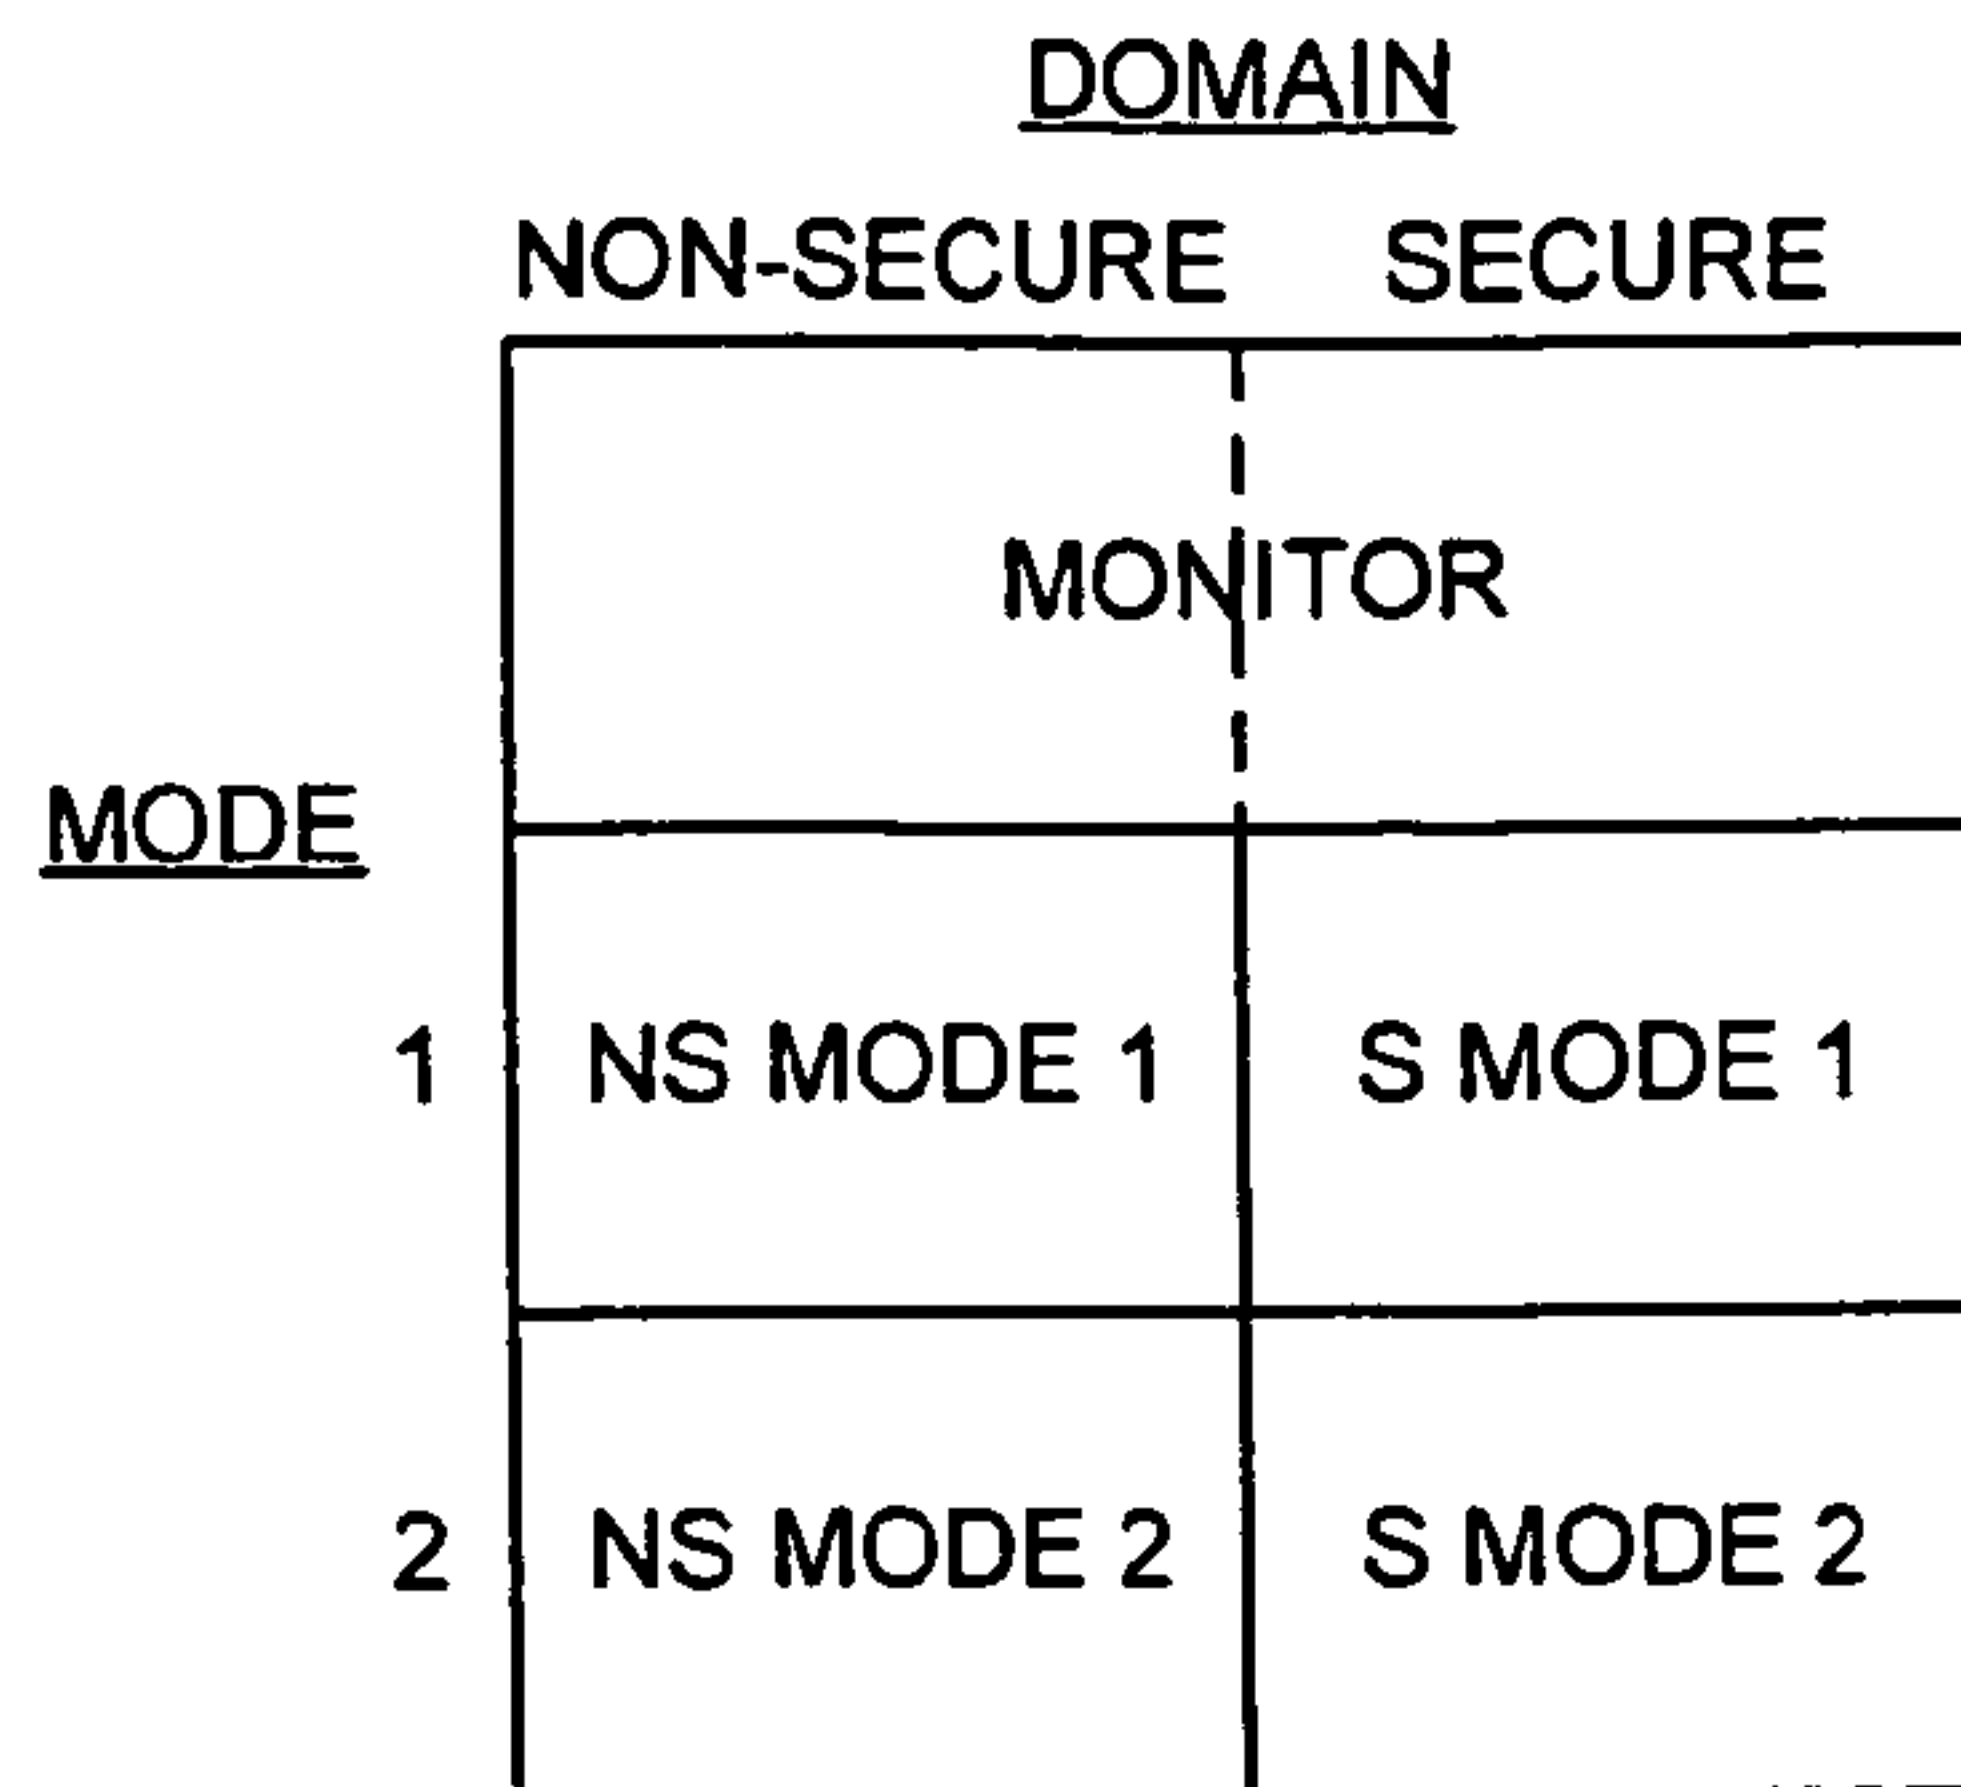 DOMAIN
NON-SECURE SECURE
MONITOR
MODE
1 NS MODE 1 S MODE 1
2 NS MODE 2 S MODE 2